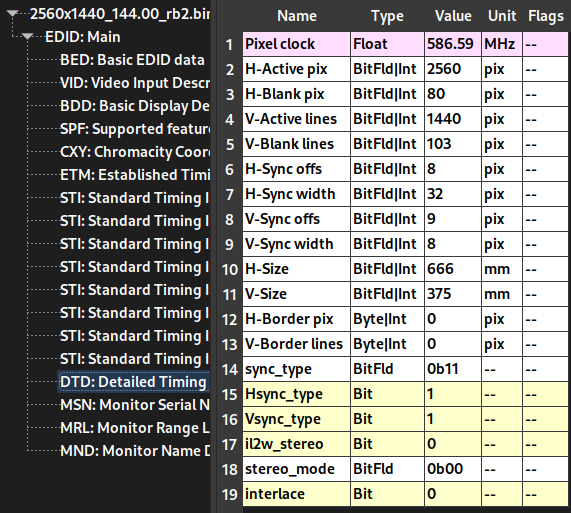 2560x1440_144.00_rb2.bin
EDID: Main
BED: Basic EDID data
VID: Video Input Descr
BDD: Basic Display De
SPF: Supported feature
CXY: Chromacity Coor
ETM: Established Timi
STI: Standard Timing I
STI: Standard Timing I
STI: Standard Timing I
STI: Standard Timing I
STI: Standard Timing I
STI: Standard Timing I
STI: Standard Timing I
STI: Standard Timing I
DTD: Detailed Timing
MSN: Monitor Serial N
MRL: Monitor Range L
MND: Monitor Name D
Name Type Value Unit Flags
1 Pixel clock Float 586.59 MHz --
2 H-Active pix BitFld|Int 2560 pix --
3 H-Blank pix BitFld|Int 80 pix --
4 V-Active lines BitFld|Int 1440 pix --
5 V-Blank lines BitFld|Int 103 pix --
6 H-Sync offs BitFld|Int 8 pix --
7 H-Sync width BitFld|Int 32 pix --
8 V-Sync offs BitFld|Int 9 pix --
9 V-Sync width BitFld|Int 8 pix --
10 H-Size BitFld|Int 666 mm --
11 V-Size BitFld|Int 375 mm --
12 H-Border pix Byte|Int 0 pix --
13 V-Border lines Byte|Int 0 pix --
14 sync_type BitFld 0b11 -- --
15 Hsync_type Bit 1 -- --
16 Vsync_type Bit 1 -- --
17 il2w_stereo Bit 0 -- --
18 stereo_mode BitFld 0b00 -- --
19 interlace Bit 0 -- --